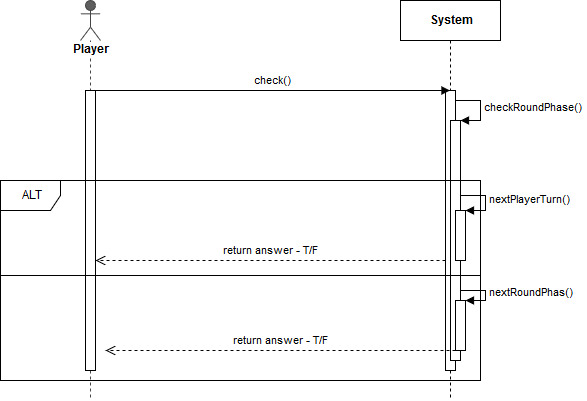 Player
System
check()
checkRoundPhase()
ALT
nextPlayerTurn()
return answer - T/F
nextRoundPhas()
return answer - T/F